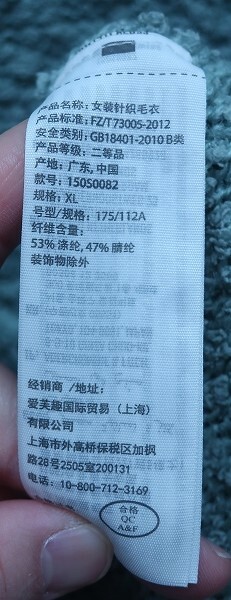 产品名称: 女装针织毛衣
产品标准: FZ/T73005-2012
安全类别: GB18401-2010 B类
产品等级: 二等品
产地: 广东, 中国
款号: 150S0082
规格: XL
号型/规格: 175/112A
纤维含量:
53% 涤纶, 47% 腈纶
装饰物除外
经销商 /地址:
爱芙趣国际贸易 (上海)
有限公司
上海市外高桥保税区加枫
路28号2505室200131
电话: 10-800-712-3169
合格
QC
A&F